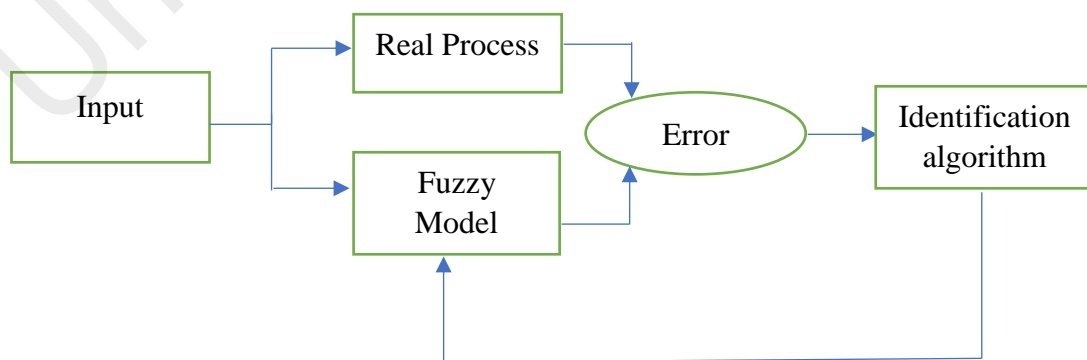 Input
Real Process
Fuzzy
Model
Error
Identification
algorithm